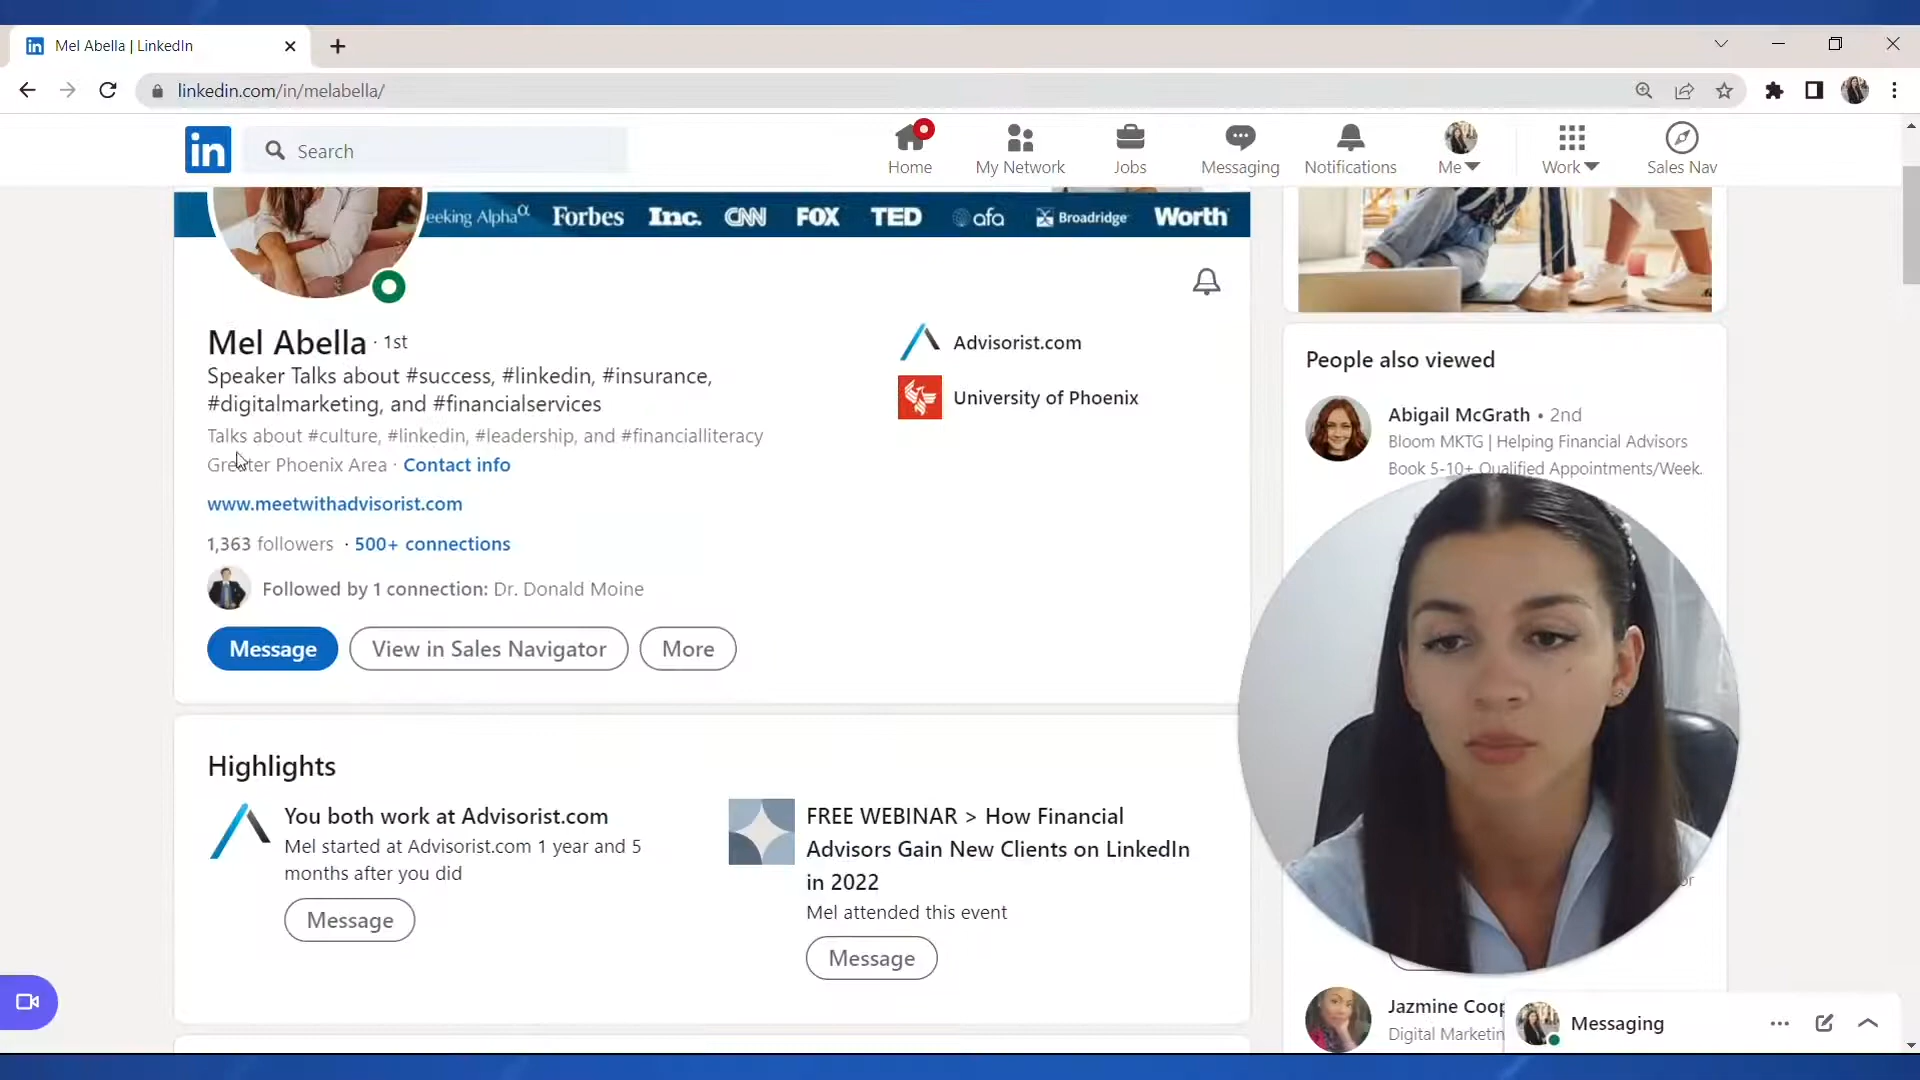 Mel Abella | LinkedIn
linkedin.com/in/melabella/
in
Search
Home
My Network
Jobs
Messaging
Notifications
Me
Work
Sales Nav
eeking Alphaα Forbes Inc. CNN FOX TED afa Broadridge Worth
Mel Abella · 1st
Speaker Talks about #success, #linkedin, #insurance,
#digitalmarketing, and #financialservices
Talks about #culture, #linkedin, #leadership, and #financialliteracy
Greater Phoenix Area · Contact info
www.meetwithadvisorist.com
1,363 followers · 500+ connections
Followed by 1 connection: Dr. Donald Moine
Message
View in Sales Navigator
More
Advisorist.com
University of Phoenix
Highlights
You both work at Advisorist.com
Mel started at Advisorist.com 1 year and 5
months after you did
Message
FREE WEBINAR > How Financial
Advisors Gain New Clients on LinkedIn
in 2022
Mel attended this event
Message
People also viewed
Abigail McGrath • 2nd
Bloom MKTG | Helping Financial Advisors
Book 5-10+ Qualified Appointments/Week.
or
Jazmine Coop
Digital Marketin
Messaging